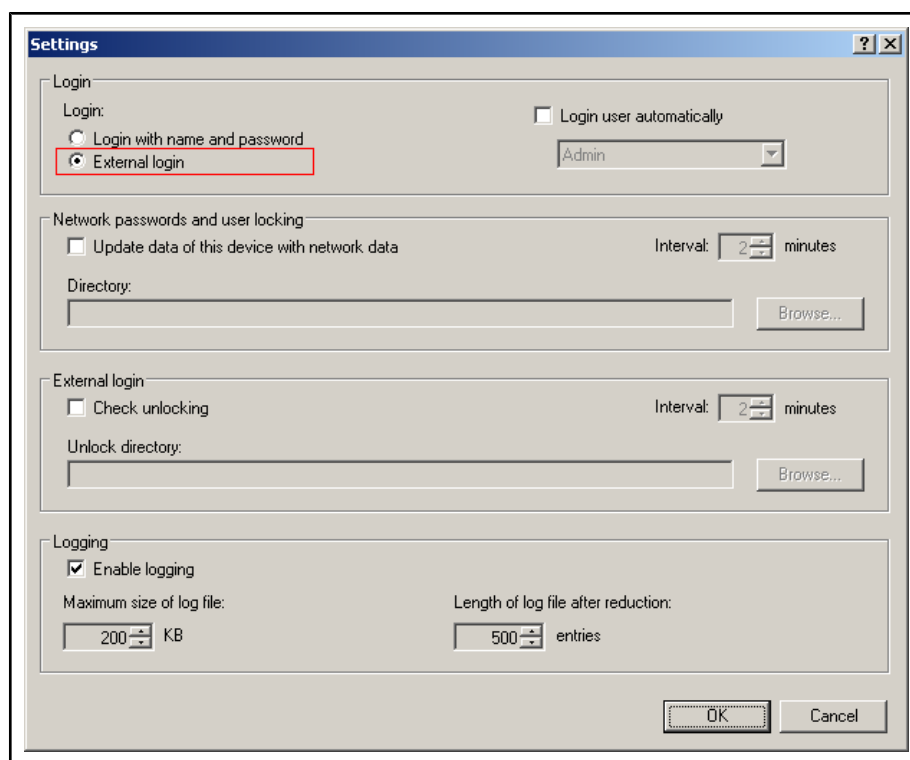 Settings
Login
Login:
Login with name and password
External login
Login user automatically
Admin
Network passwords and user locking
Update data of this device with network data
Interval: 2 minutes
Directory:
Browse...
External login
Check unlocking
Interval: 2 minutes
Unlock directory:
Browse...
Logging
Enable logging
Maximum size of log file:
200 KB
Length of log file after reduction:
500 entries
OK
Cancel